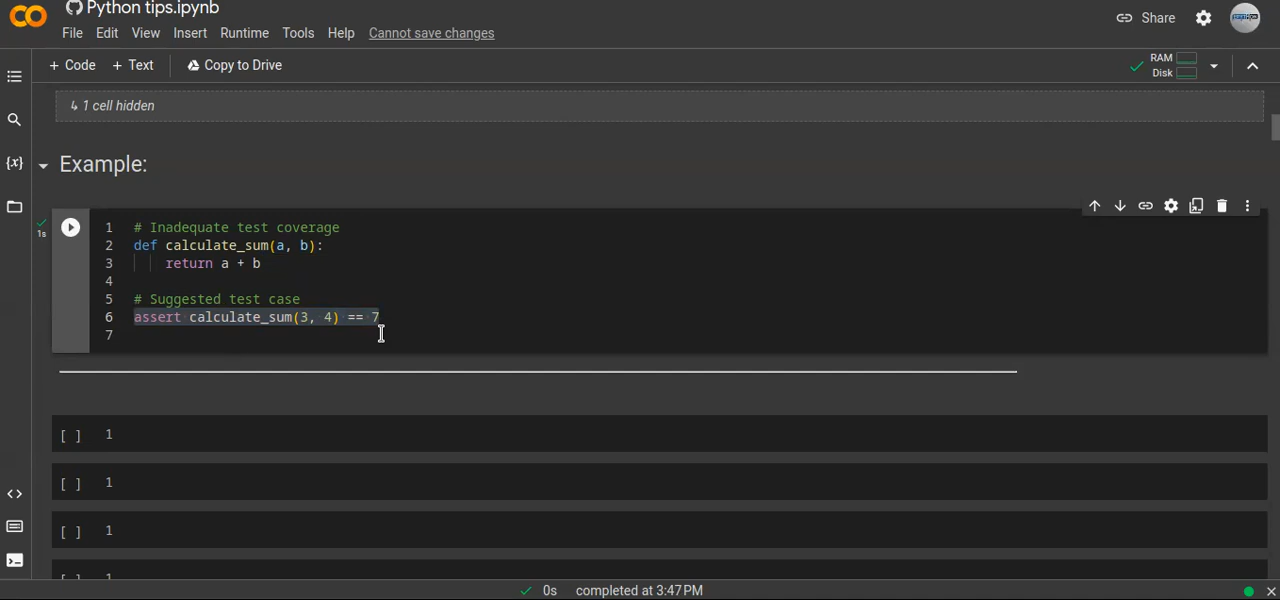 Python tips.ipynb
Share
File Edit View Insert Runtime Tools Help Cannot save changes
+ Code + Text Copy to Drive
RAM
Disk
↳ 1 cell hidden
{x}
Example:
1s
1 # Inadequate test coverage
2 def calculate_sum(a, b):
3 return a + b
4
5 # Suggested test case
6 assert calculate_sum(3, 4) == 7
7
[ ] 1
[ ] 1
[ ] 1
[ ] 1
0s completed at 3:47 PM